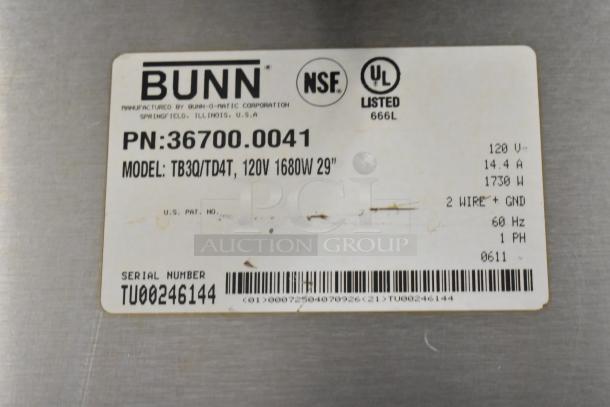 BUNN
MANUFACTURED BY BUNN-O-MATIC CORPORATION
SPRINGFIELD, ILLINOIS, U.S.A
NSF.
UL
LISTED
666L
PN:36700.0041
MODEL: TB3Q/TD4T, 120V 1680W 29"
120 V~
14.4 A
1730 W
2 WIRE + GND
60 Hz
1 PH
0611
U.S. PAT. NO.
PCI
AUCTION GROUP
SERIAL NUMBER
TU00246144
(01)00072504070926(21)TU00246144